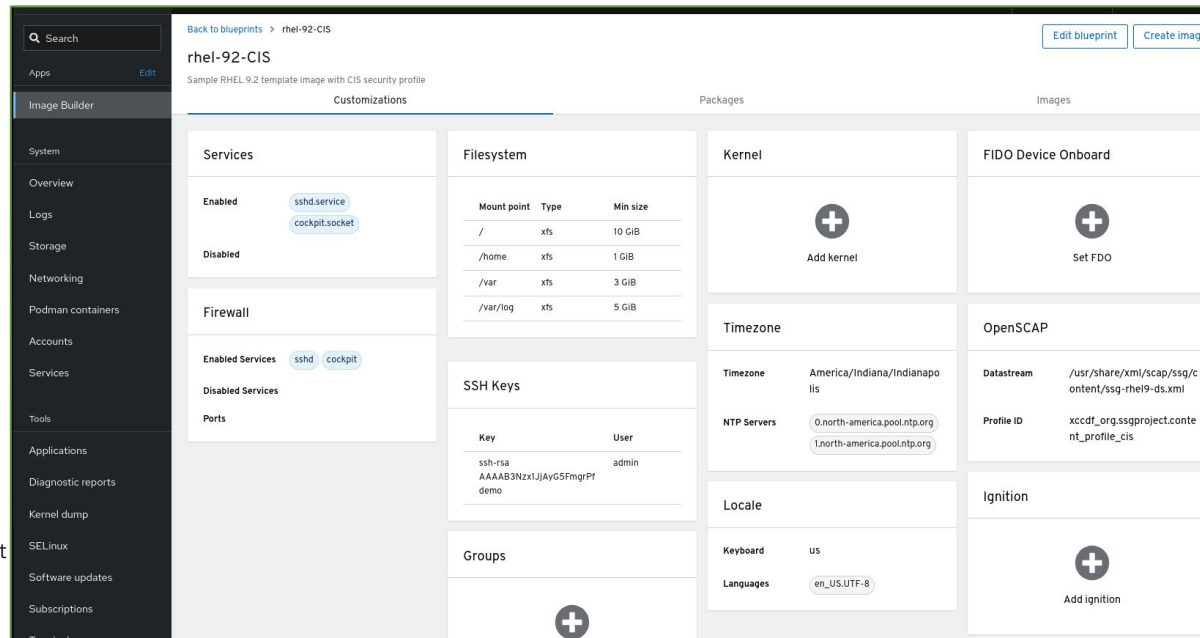 Search
Apps Edit
Image Builder
System
Overview
Logs
Storage
Networking
Podman containers
Accounts
Services
Tools
Applications
Diagnostic reports
Kernel dump
SELinux
Software updates
Subscriptions
t
Back to blueprints > rhel-92-CIS
Edit blueprint
Create imag
rhel-92-CIS
Sample RHEL 9.2 template image with CIS security profile
Customizations
Packages
Images
Services
Enabled sshd.service
cockpit.socket
Disabled
Firewall
Enabled Services sshd cockpit
Disabled Services
Ports
Filesystem
Mount point Type Min size
/ xfs 10 GiB
/home xfs 1 GiB
/var xfs 3 GiB
/var/log xfs 5 GiB
SSH Keys
Key User
ssh-rsa admin
AAAAB3Nzx1JjAyG5FmgrPf
demo
Groups
Kernel
Add kernel
Timezone
Timezone America/Indiana/Indianapo
lis
NTP Servers 0.north-america.pool.ntp.org
1.north-america.pool.ntp.org
Locale
Keyboard us
Languages en_US.UTF-8
FIDO Device Onboard
Set FDO
OpenSCAP
Datastream /usr/share/xml/scap/ssg/c
ontent/ssg-rhel9-ds.xml
Profile ID xccdf_org.ssgproject.conte
nt_profile_cis
Ignition
Add ignition